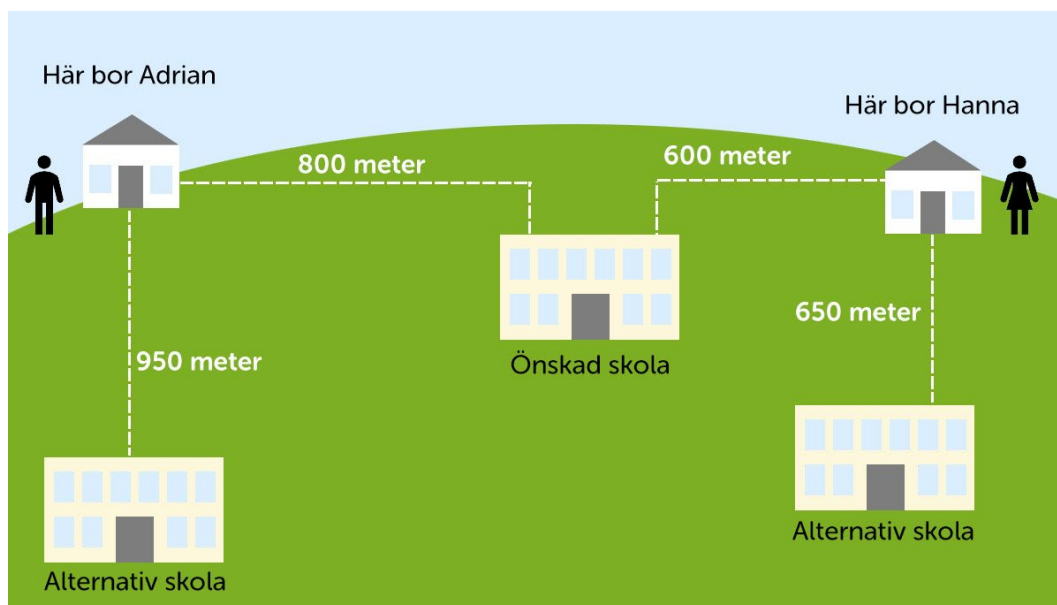 Här bor Adrian
Här bor Hanna
800 meter
600 meter
650 meter
950 meter
Önskad skola
Alternativ skola
Alternativ skola